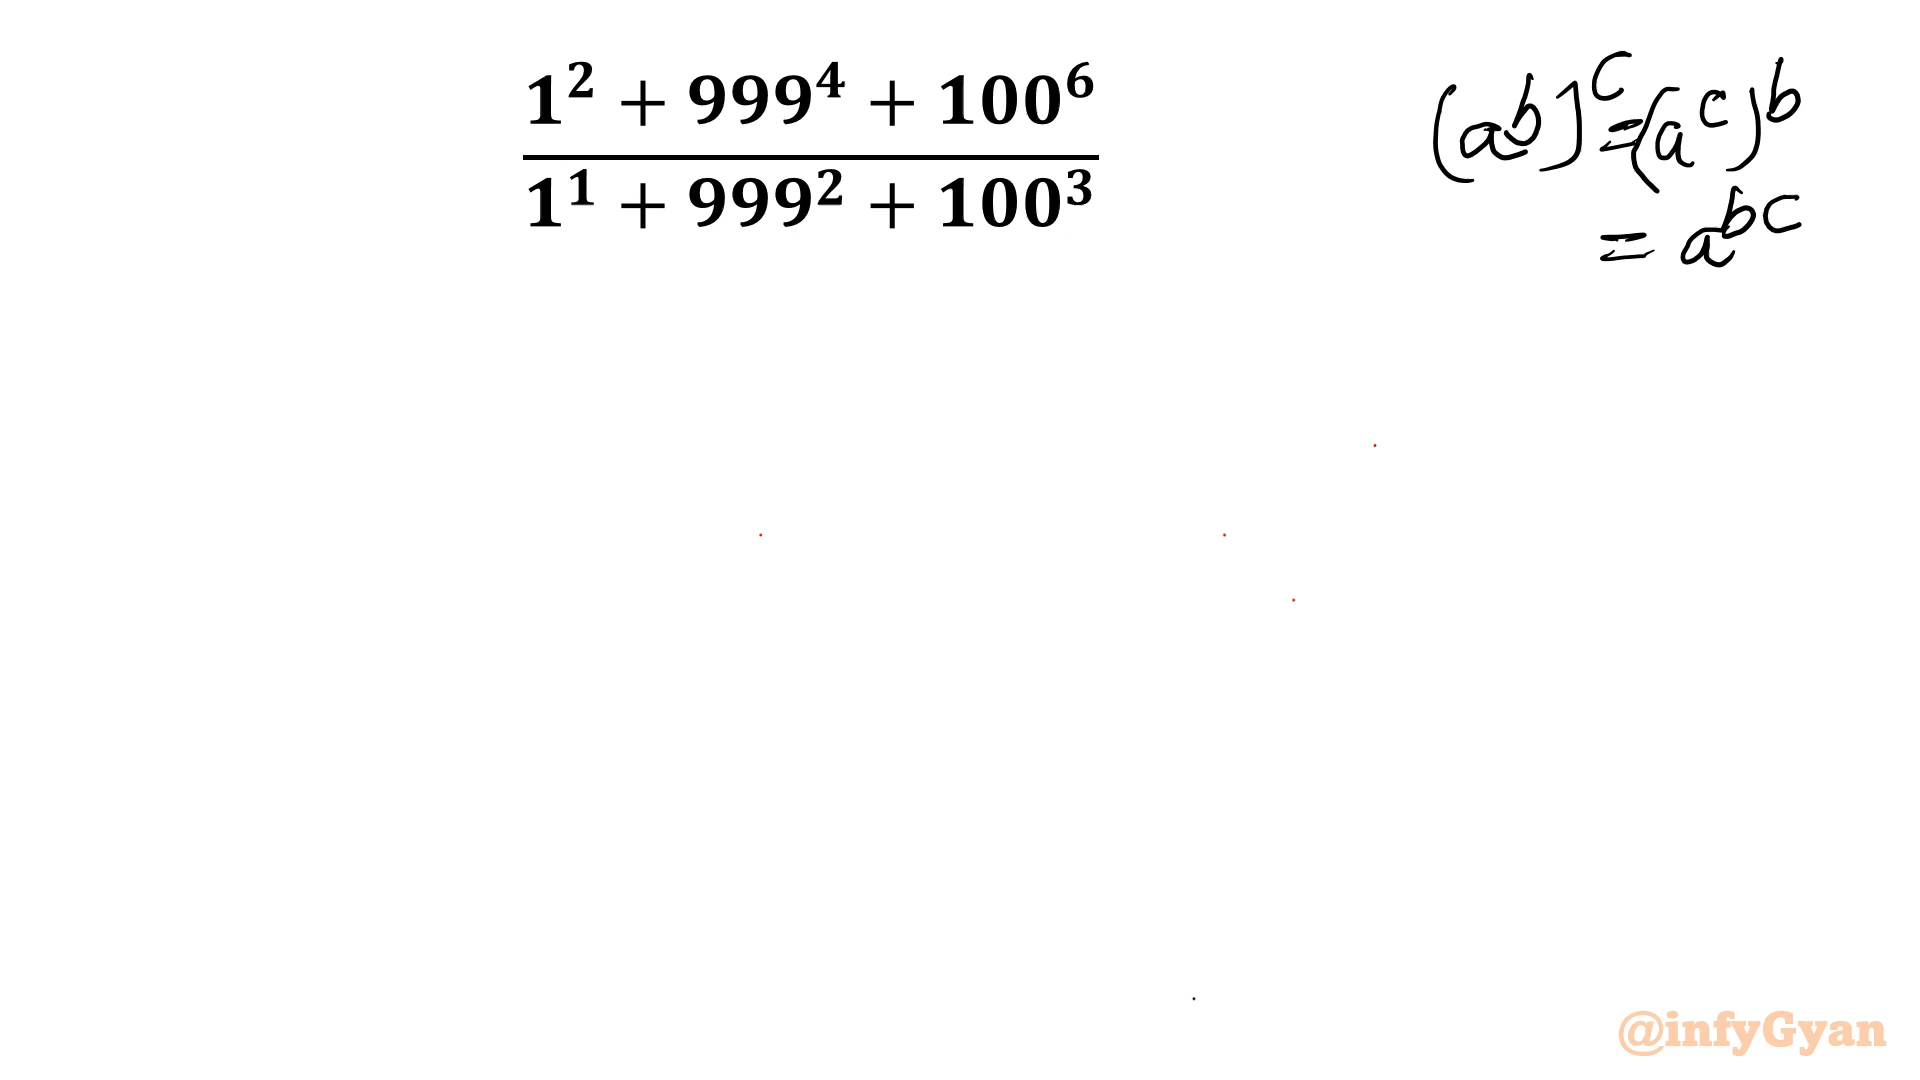 1² + 999⁴ + 100⁶
1¹ + 999² + 100³
(a^b)^c = (a^c)^b
= a^bc
@infyGyan